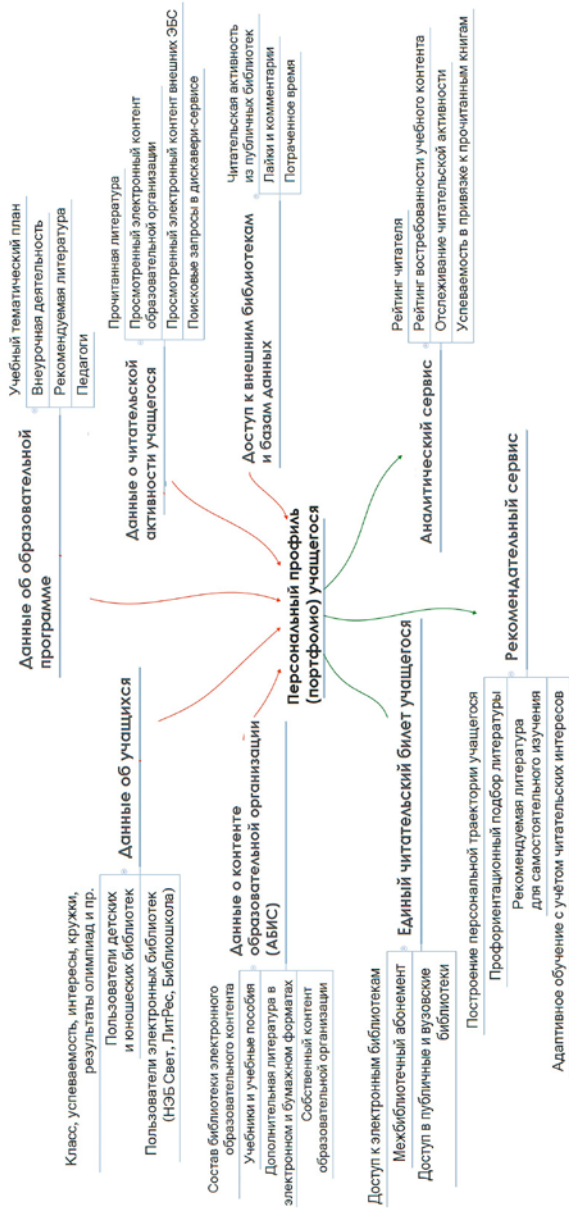 Данные об образовательной
программе
Учебный тематический план
Внеурочная деятельность
Рекомендуемая литература
Педагоги
Данные о читательской
активности учащегося
Прочитанная литература
Просмотренный электронный контент
образовательной организации
Просмотренный электронный контент внешних ЭБС
Поисковые запросы в дискавери-сервисе
Доступ к внешним библиотекам
и базам данных
Читательская активность
из публичных библиотек
Лайки и комментарии
Потраченное время
Аналитический сервис
Рейтинг читателя
Рейтинг востребованности учебного контента
Отслеживание читательской активности
Успеваемость в привязке к прочитанным книгам
Персональный профиль
(портфолио) учащегося
Данные об учащихся
Класс, успеваемость, интересы, кружки,
результаты олимпиад и пр.
Пользователи детских
и юношеских библиотек
Пользователи электронных библиотек
(НЭБ Свет, ЛитРес, Библиошкола)
Данные о контенте
образовательной организации
(АБИС)
Состав библиотеки электронного
образовательного контента
Учебники и учебные пособия
Дополнительная литература в
электронном и бумажном форматах
Собственный контент
образовательной организации
Единый читательский билет учащегося
Доступ к электронным библиотекам
Межбиблиотечный абонемент
Доступ в публичные и вузовские
библиотеки
Рекомендательный сервис
Построение персональной траектории учащегося
Профориентационный подбор литературы
Рекомендуемая литература
для самостоятельного изучения
Адаптивное обучение с учётом читательских интересов